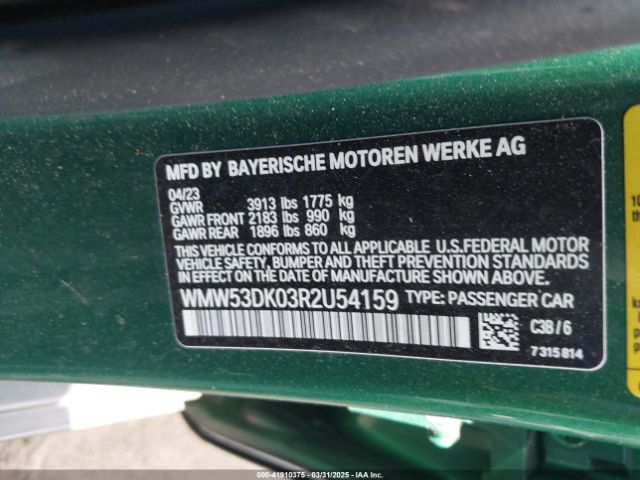 MFD BY BAYERISCHE MOTOREN WERKE AG
04/23
GVWR 3913 lbs 1775 kg
GAWR FRONT 2183 lbs 990 kg
GAWR REAR 1896 lbs 860 kg
THIS VEHICLE CONFORMS TO ALL APPLICABLE U.S.FEDERAL MOTOR
VEHICLE SAFETY, BUMPER AND THEFT PREVENTION STANDARDS
IN EFFECT ON THE DATE OF MANUFACTURE SHOWN ABOVE.
WMW53DK03R2U54159 TYPE: PASSENGER CAR
C3B/6
7315814
000-41910375 - 03/31/2025 - IAAI CORPORATE